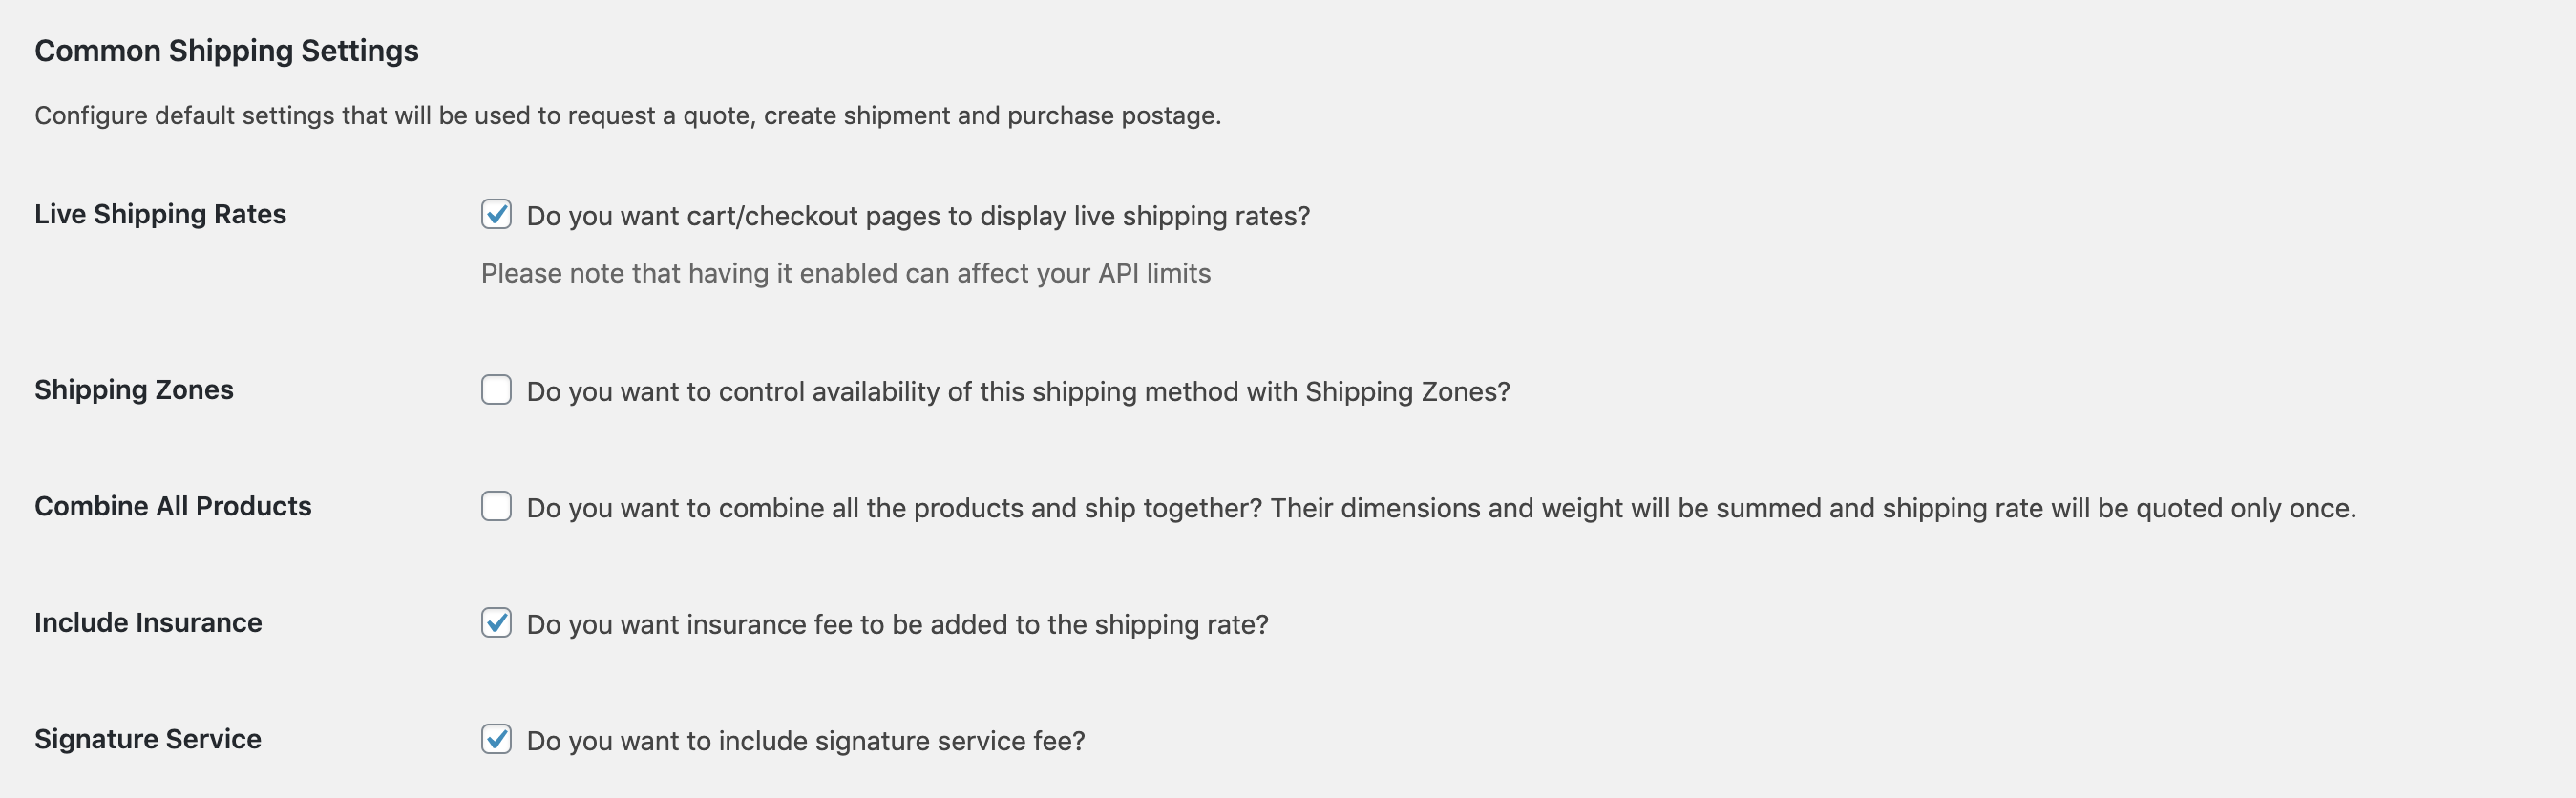 Common Shipping Settings
Configure default settings that will be used to request a quote, create shipment and purchase postage.
Live Shipping Rates
Do you want cart/checkout pages to display live shipping rates?
Please note that having it enabled can affect your API limits
Shipping Zones
Do you want to control availability of this shipping method with Shipping Zones?
Combine All Products
Do you want to combine all the products and ship together? Their dimensions and weight will be summed and shipping rate will be quoted only once.
Include Insurance
Do you want insurance fee to be added to the shipping rate?
Signature Service
Do you want to include signature service fee?